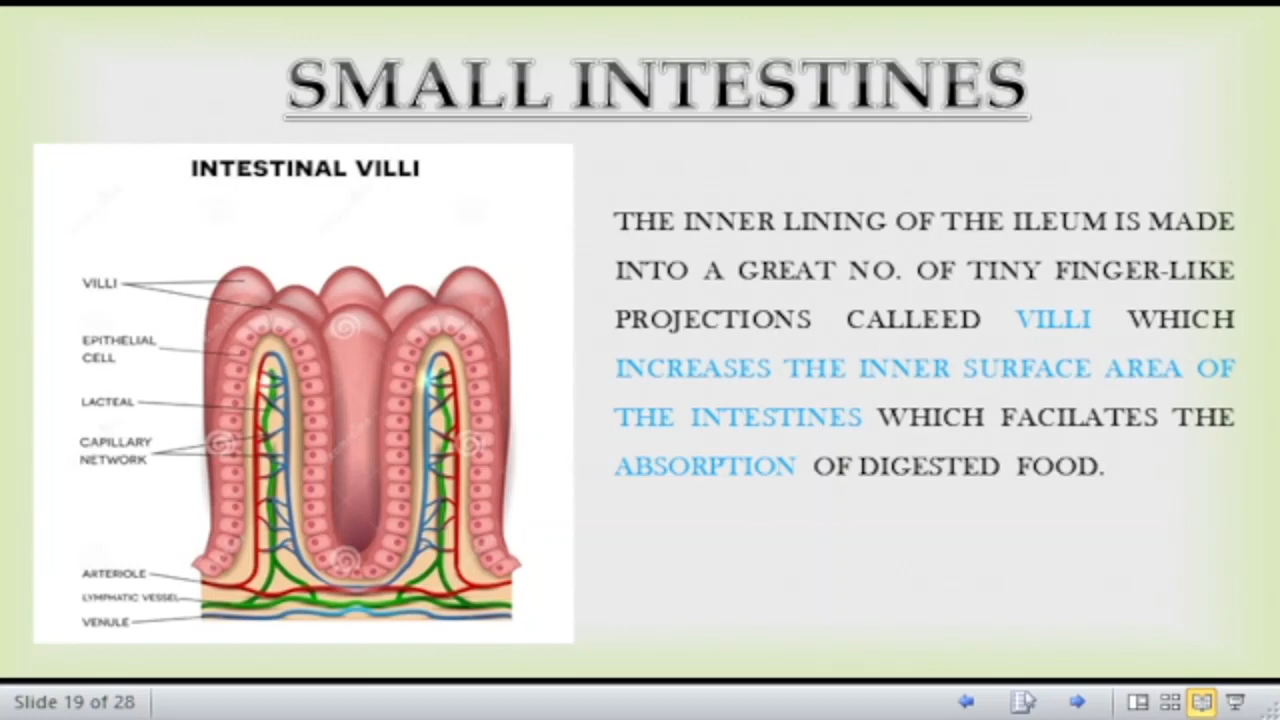 SMALL INTESTINES
INTESTINAL VILLI
VILLI
EPITHELIAL
CELL
LACTEAL
CAPILLARY
NETWORK
ARTERIOLE
LYMPHATIC VESSEL
VENULE
THE INNER LINING OF THE ILEUM IS MADE
INTO A GREAT NO. OF TINY FINGER-LIKE
PROJECTIONS CALLEED VILLI WHICH
INCREASES THE INNER SURFACE AREA OF
THE INTESTINES WHICH FACILATES THE
ABSORPTION OF DIGESTED FOOD.
Slide 19 of 28